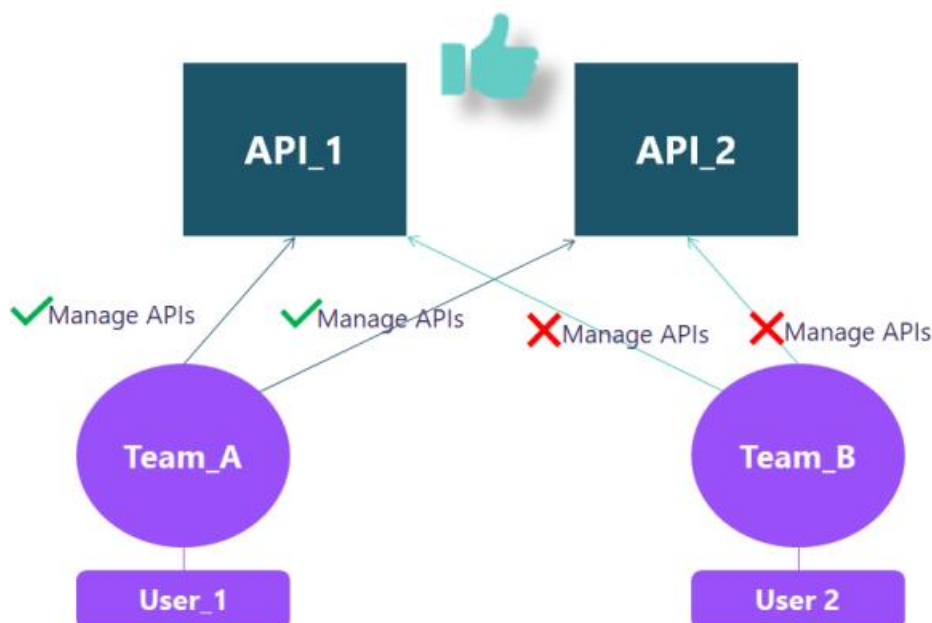 API_1
API_2
Manage APIs
Manage APIs
Manage APIs
Manage APIs
Team_A
Team_B
User_1
User 2